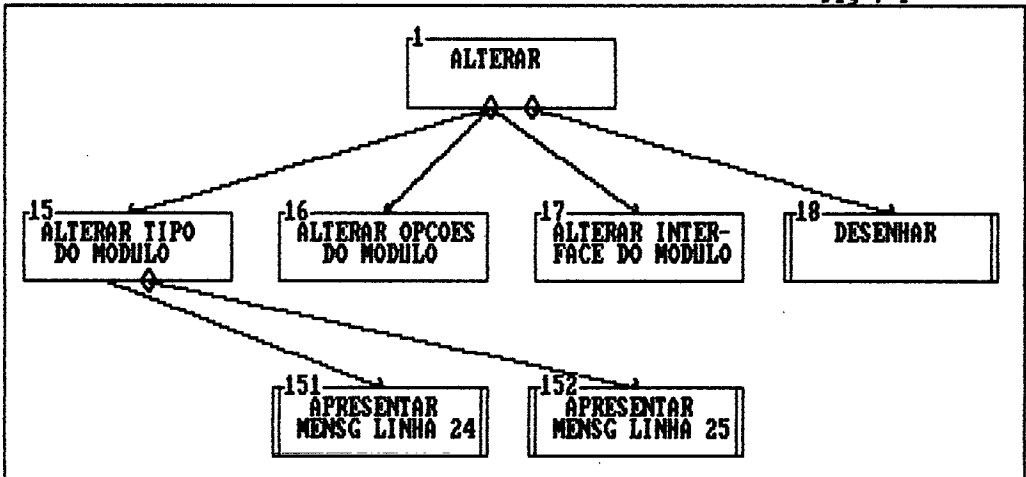 1
ALTERAR
15
ALTERAR TIPO
DO MODULO
16
ALTERAR OPCOES
DO MODULO
17
ALTERAR INTER-
FACE DO MODULO
18
DESENHAR
151
APRESENTAR
MENSG LINHA 24
152
APRESENTAR
MENSG LINHA 25